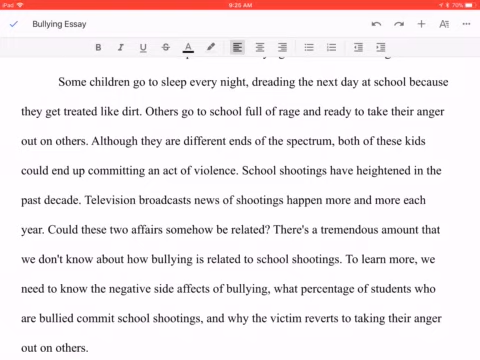 iPad
9:25 AM
79%
Bullying Essay
B I U S A
Some children go to sleep every night, dreading the next day at school because
they get treated like dirt. Others go to school full of rage and ready to take their anger
out on others. Although they are different ends of the spectrum, both of these kids
could end up committing an act of violence. School shootings have heightened in the
past decade. Television broadcasts news of shootings happen more and more each
year. Could these two affairs somehow be related? There's a tremendous amount that
we don't know about how bullying is related to school shootings. To learn more, we
need to know the negative side affects of bullying, what percentage of students who
are bullied commit school shootings, and why the victim reverts to taking their anger
out on others.